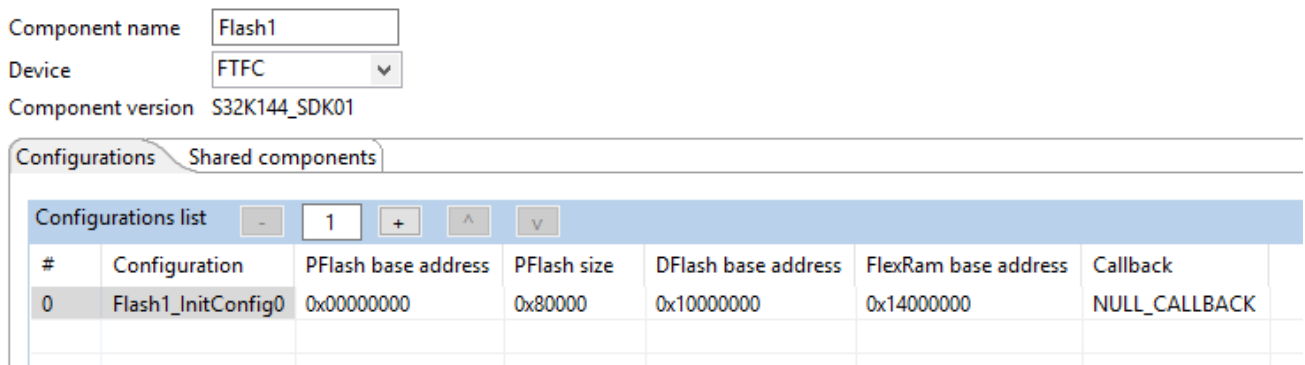 Component name Flash1
Device FTFC
Component version S32K144_SDK01
Configurations Shared components
Configurations list - 1 + ^ v
# Configuration PFlash base address PFlash size DFlash base address FlexRam base address Callback
0 Flash1_InitConfig0 0x00000000 0x80000 0x10000000 0x14000000 NULL_CALLBACK